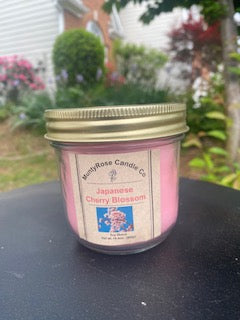 MontyRose Candle Co
Japanese
Cherry Blossom
Soy Blend